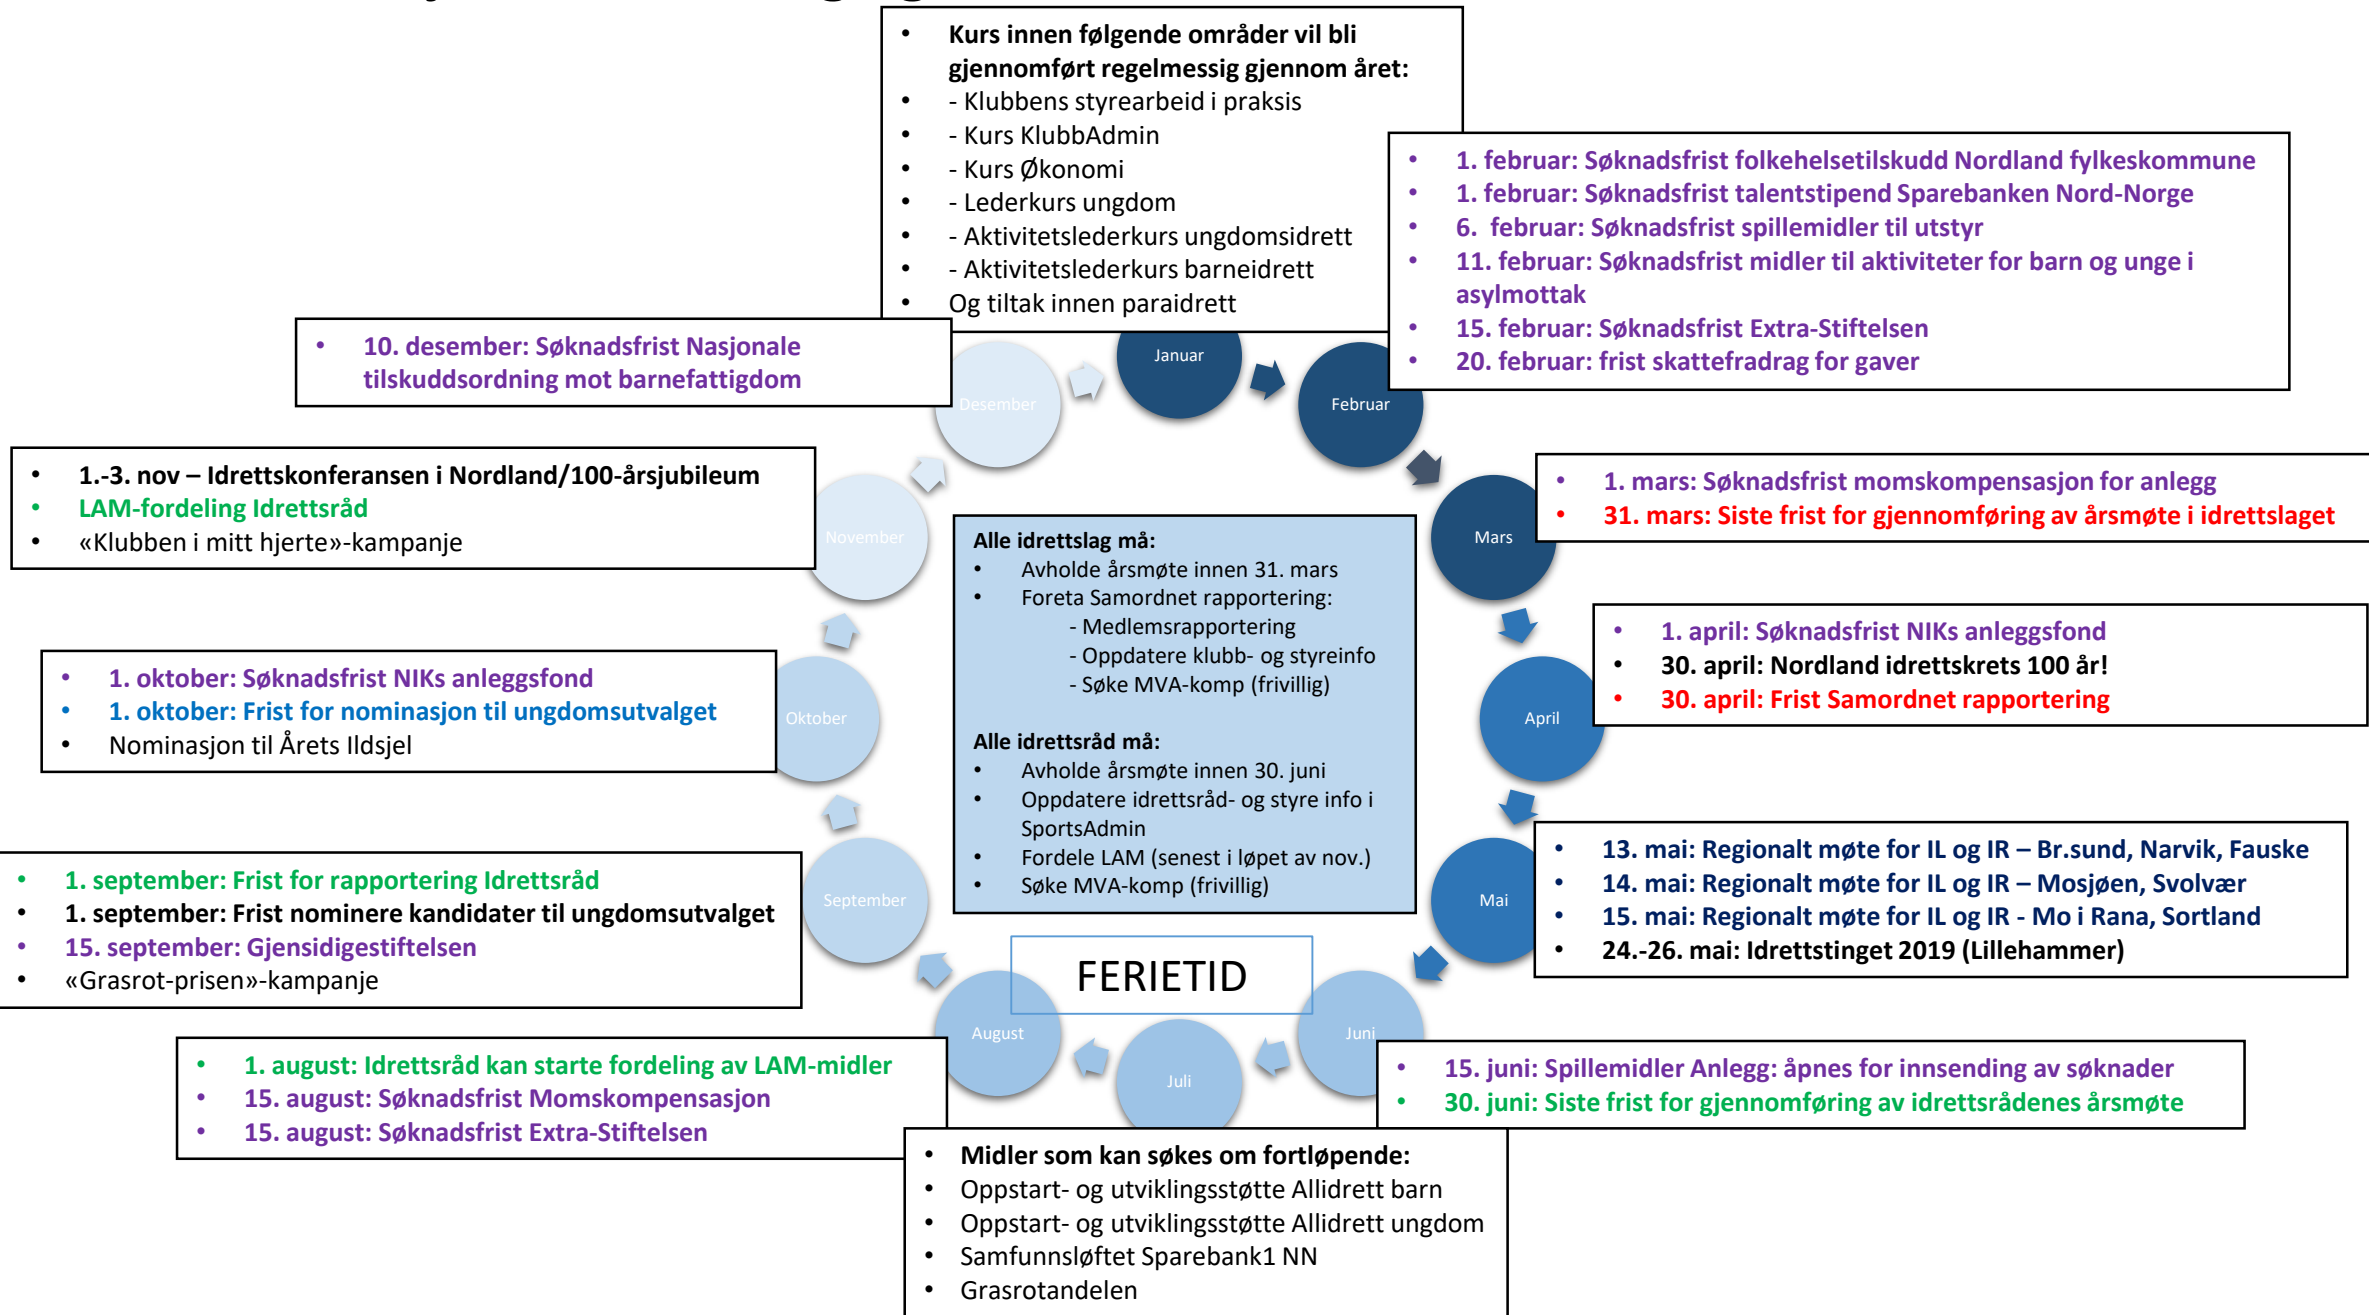 • Kurs innen følgende områder vil bli
gjennomført regelmessig gjennom året:
• - Klubbens styrearbeid i praksis
• - Kurs KlubbAdmin
• - Kurs Økonomi
• - Lederkurs ungdom
• - Aktivitetslederkurs ungdomsidrett
• - Aktivitetslederkurs barneidrett
• Og tiltak innen paraidrett
• 1. februar: Søknadsfrist folkehelsetilskudd Nordland fylkeskommune
• 1. februar: Søknadsfrist talentstipend Sparebanken Nord-Norge
• 6. februar: Søknadsfrist spillemidler til utstyr
• 11. februar: Søknadsfrist midler til aktiviteter for barn og unge i
asylmottak
• 15. februar: Søknadsfrist Extra-Stiftelsen
• 20. februar: frist skattefradrag for gaver
• 10. desember: Søknadsfrist Nasjonale
tilskuddsordning mot barnefattigdom
Januar
Februar
Desember
• 1.-3. nov – Idrettskonferansen i Nordland/100-årsjubileum
• LAM-fordeling Idrettsråd
• «Klubben i mitt hjerte»-kampanje
November
Mars
• 1. mars: Søknadsfrist momskompensasjon for anlegg
• 31. mars: Siste frist for gjennomføring av årsmøte i idrettslaget
Alle idrettslag må:
• Avholde årsmøte innen 31. mars
• Foreta Samordnet rapportering:
- Medlemsrapportering
- Oppdatere klubb- og styreinfo
- Søke MVA-komp (frivillig)
Alle idrettsråd må:
• Avholde årsmøte innen 30. juni
• Oppdatere idrettsråd- og styre info i
SportsAdmin
• Fordele LAM (senest i løpet av nov.)
• Søke MVA-komp (frivillig)
• 1. april: Søknadsfrist NIKs anleggsfond
• 30. april: Nordland idrettskrets 100 år!
• 30. april: Frist Samordnet rapportering
April
• 1. oktober: Søknadsfrist NIKs anleggsfond
• 1. oktober: Frist for nominasjon til ungdomsutvalget
• Nominasjon til Årets Ildsjel
Oktober
• 13. mai: Regionalt møte for IL og IR – Br.sund, Narvik, Fauske
• 14. mai: Regionalt møte for IL og IR – Mosjøen, Svolvær
• 15. mai: Regionalt møte for IL og IR - Mo i Rana, Sortland
• 24.-26. mai: Idrettstinget 2019 (Lillehammer)
Mai
• 1. september: Frist for rapportering Idrettsråd
• 1. september: Frist nominere kandidater til ungdomsutvalget
• 15. september: Gjensidigestiftelsen
• «Grasrot-prisen»-kampanje
September
FERIETID
August
Juli
Juni
• 1. august: Idrettsråd kan starte fordeling av LAM-midler
• 15. august: Søknadsfrist Momskompensasjon
• 15. august: Søknadsfrist Extra-Stiftelsen
• 15. juni: Spillemidler Anlegg: åpnes for innsending av søknader
• 30. juni: Siste frist for gjennomføring av idrettsrådenes årsmøte
• Midler som kan søkes om fortløpende:
• Oppstart- og utviklingsstøtte Allidrett barn
• Oppstart- og utviklingsstøtte Allidrett ungdom
• Samfunnsløftet Sparebank1 NN
• Grasrotandelen